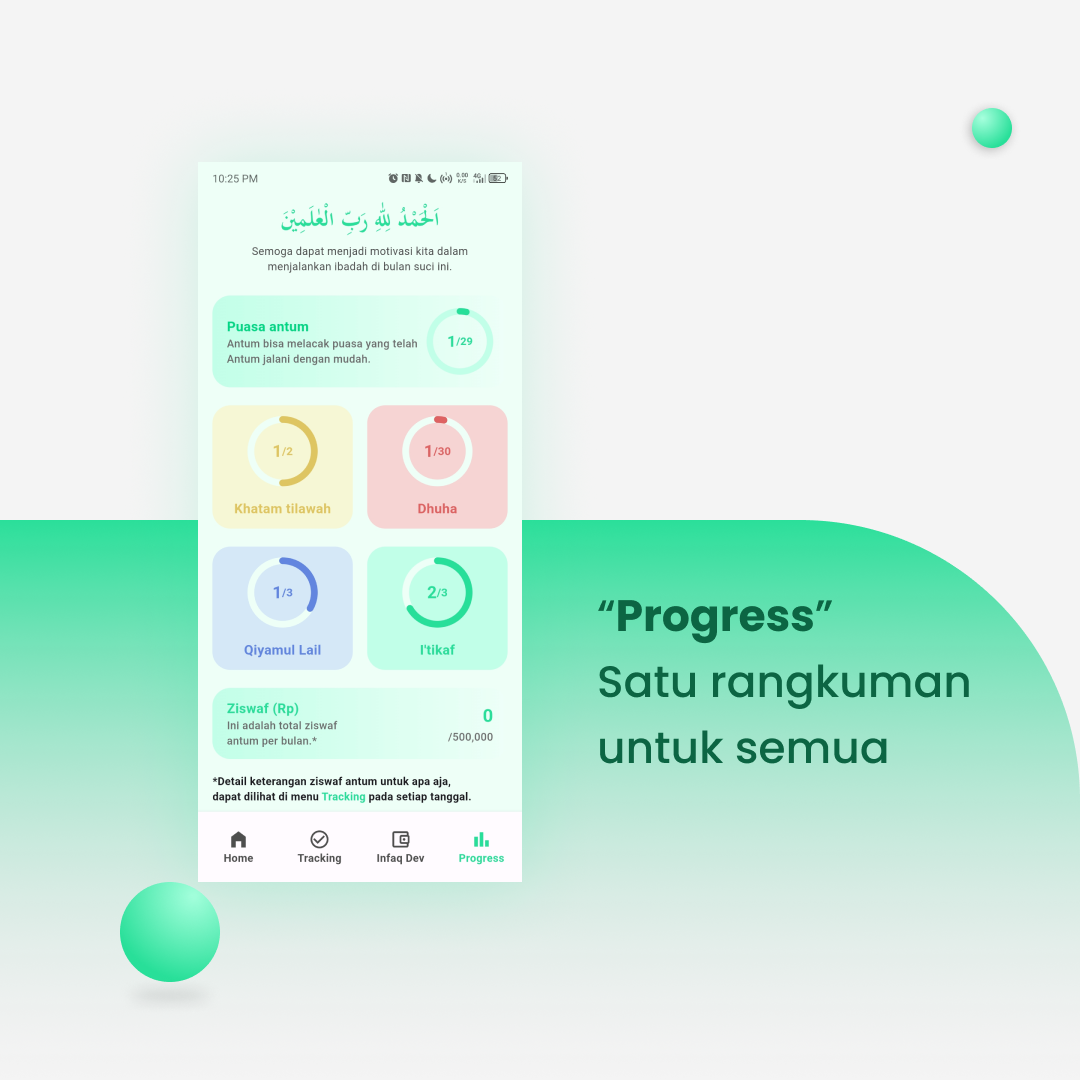 10:25 PM
0.00
K/S
4G
52
اَلْحَمْدُ لِلّٰهِ رَبِّ الْعٰلَمِيْنَ
Semoga dapat menjadi motivasi kita dalam
menjalankan ibadah di bulan suci ini.
Puasa antum
Antum bisa melacak puasa yang telah
Antum jalani dengan mudah.
1/29
1/2
Khatam tilawah
1/30
Dhuha
1/3
Qiyamul Lail
2/3
I'tikaf
Ziswaf (Rp)
Ini adalah total ziswaf
antum per bulan.*
0
/500,000
*Detail keterangan ziswaf antum untuk apa aja,
dapat dilihat di menu Tracking pada setiap tanggal.
Home
Tracking
Infaq Dev
Progress
“Progress”
Satu rangkuman
untuk semua